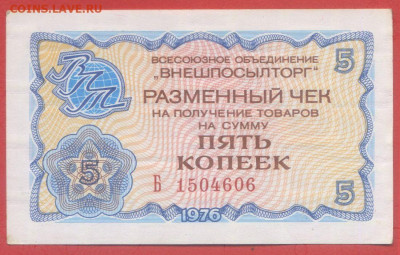 COINS.LAVE.RU
ВПТ
ВСЕСОЮЗНОЕ ОБЪЕДИНЕНИЕ
"ВНЕШПОСЫЛТОРГ"
5
РАЗМЕННЫЙ ЧЕК
НА ПОЛУЧЕНИЕ ТОВАРОВ
НА СУММУ
ПЯТЬ
КОПЕЕК
5
Б 1504606
5
1976